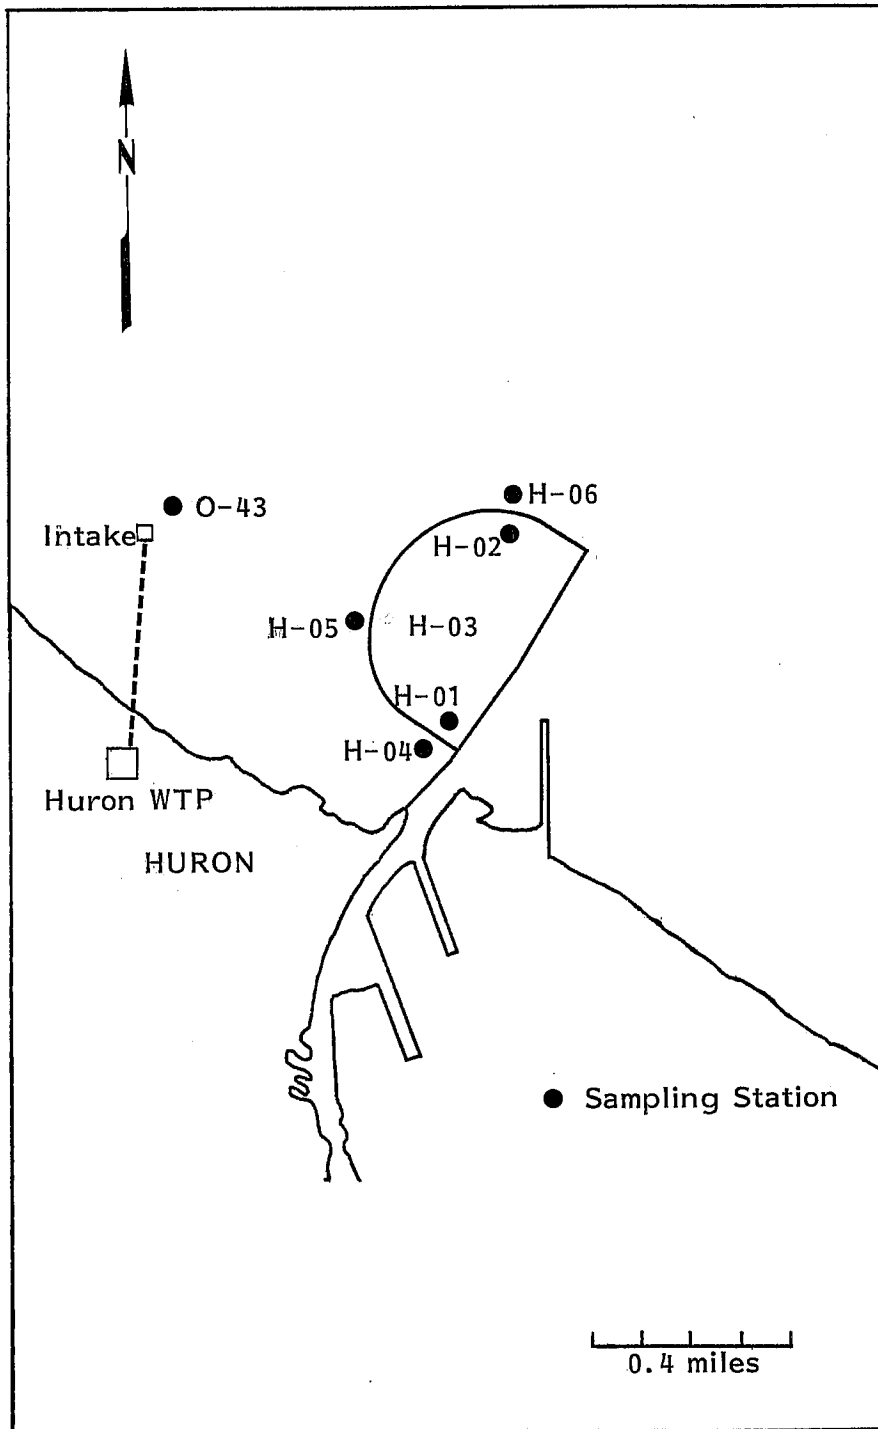 N
H-06
O-43
Intake
H-02
H-05
H-03
H-01
H-04
Huron WTP
HURON
Sampling Station
0.4 miles